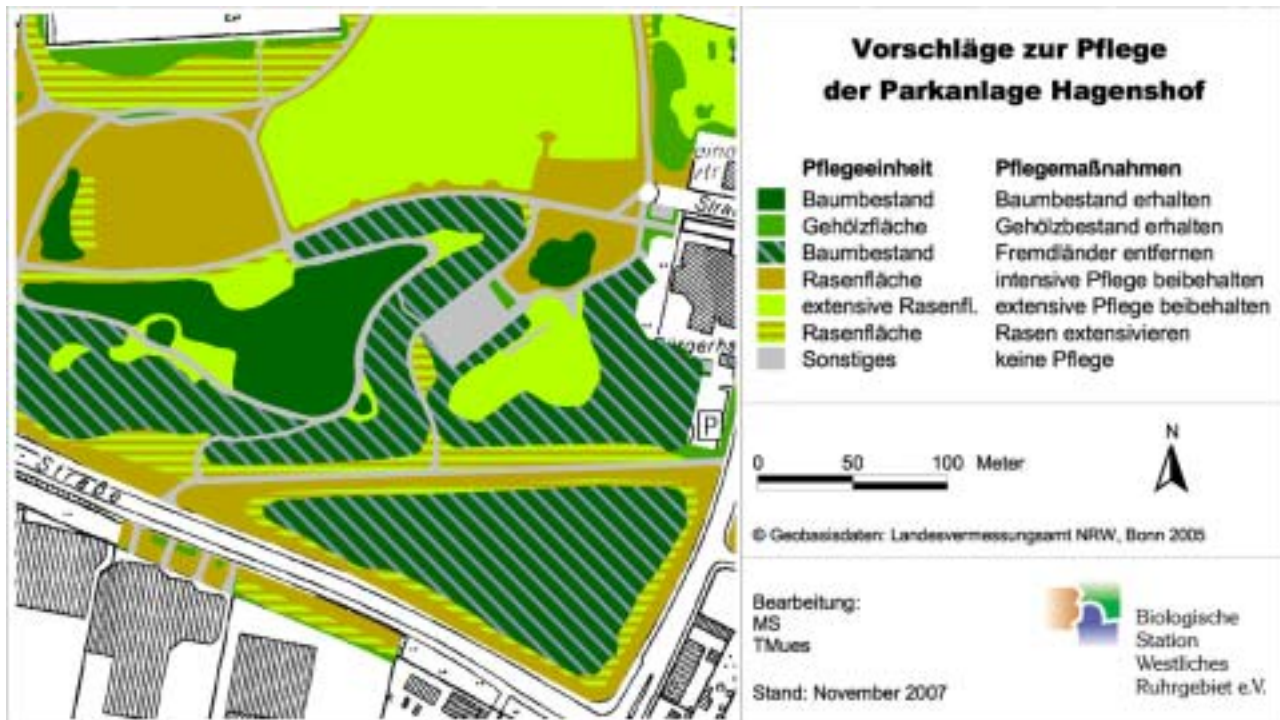 Vorschläge zur Pflege
der Parkanlage Hagenshof
Pflegeeinheit Pflegemaßnahmen
Baumbestand Baumbestand erhalten
Gehölzfläche Gehölzbestand erhalten
Baumbestand Fremdländer entfernen
Rasenfläche intensive Pflege beibehalten
extensive Rasenfl. extensive Pflege beibehalten
Rasenfläche Rasen extensivieren
Sonstiges keine Pflege
0 50 100 Meter
N
© Geobasisdaten: Landesvermessungsamt NRW, Bonn 2005
Bearbeitung:
MS
TMues
Stand: November 2007
Biologische
Station
Westliches
Ruhrgebiet e.V.
Straße
P